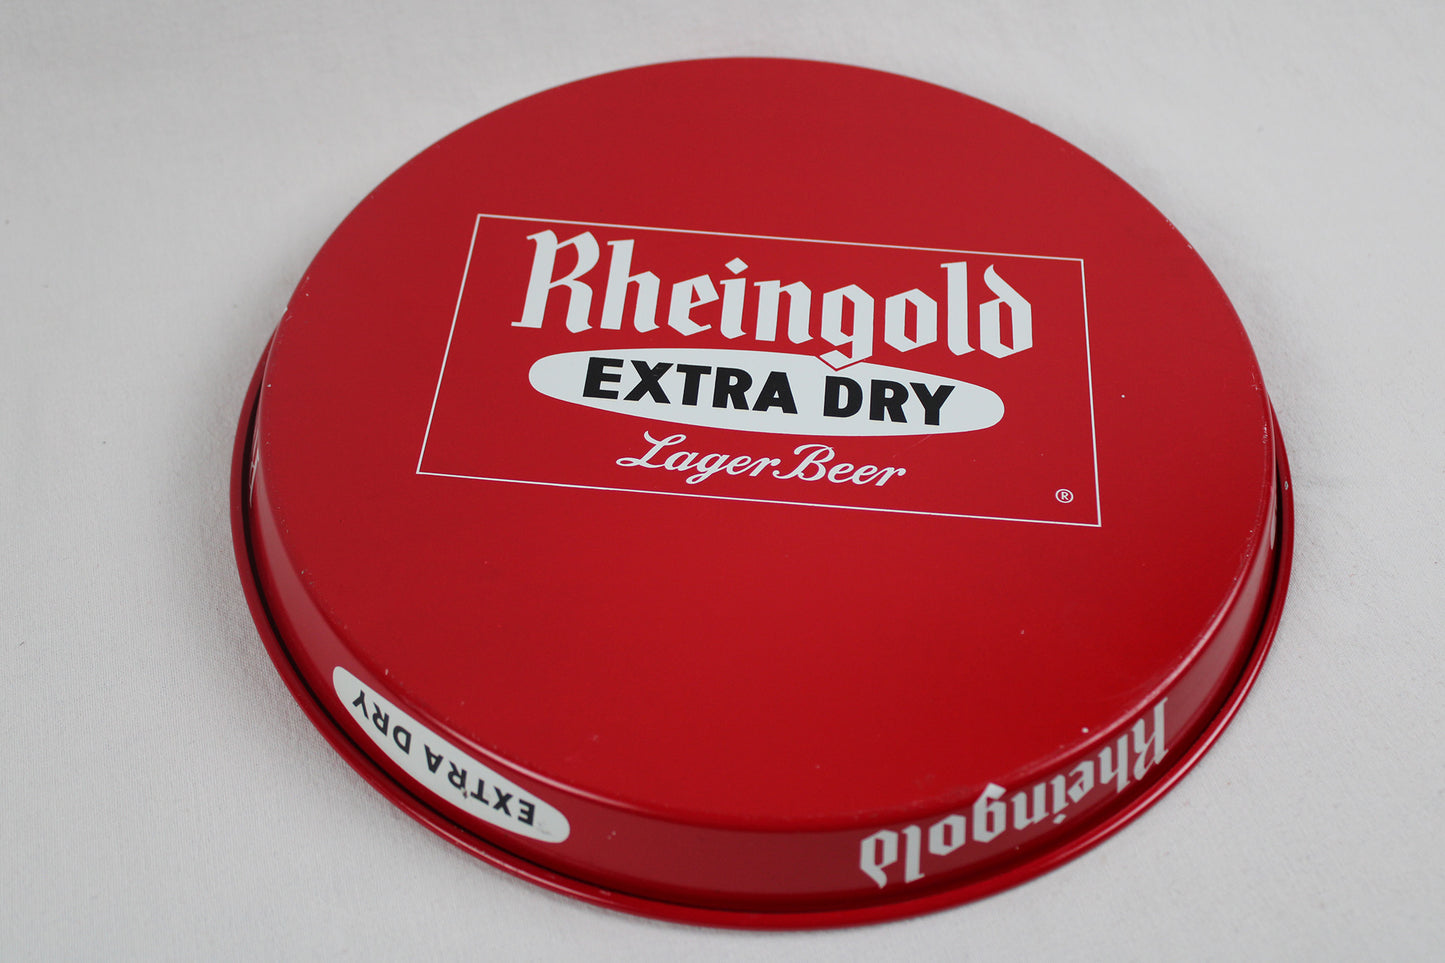 Rheingold
EXTRA DRY
Lager Beer
®
EXTRA DRY
Rheingold